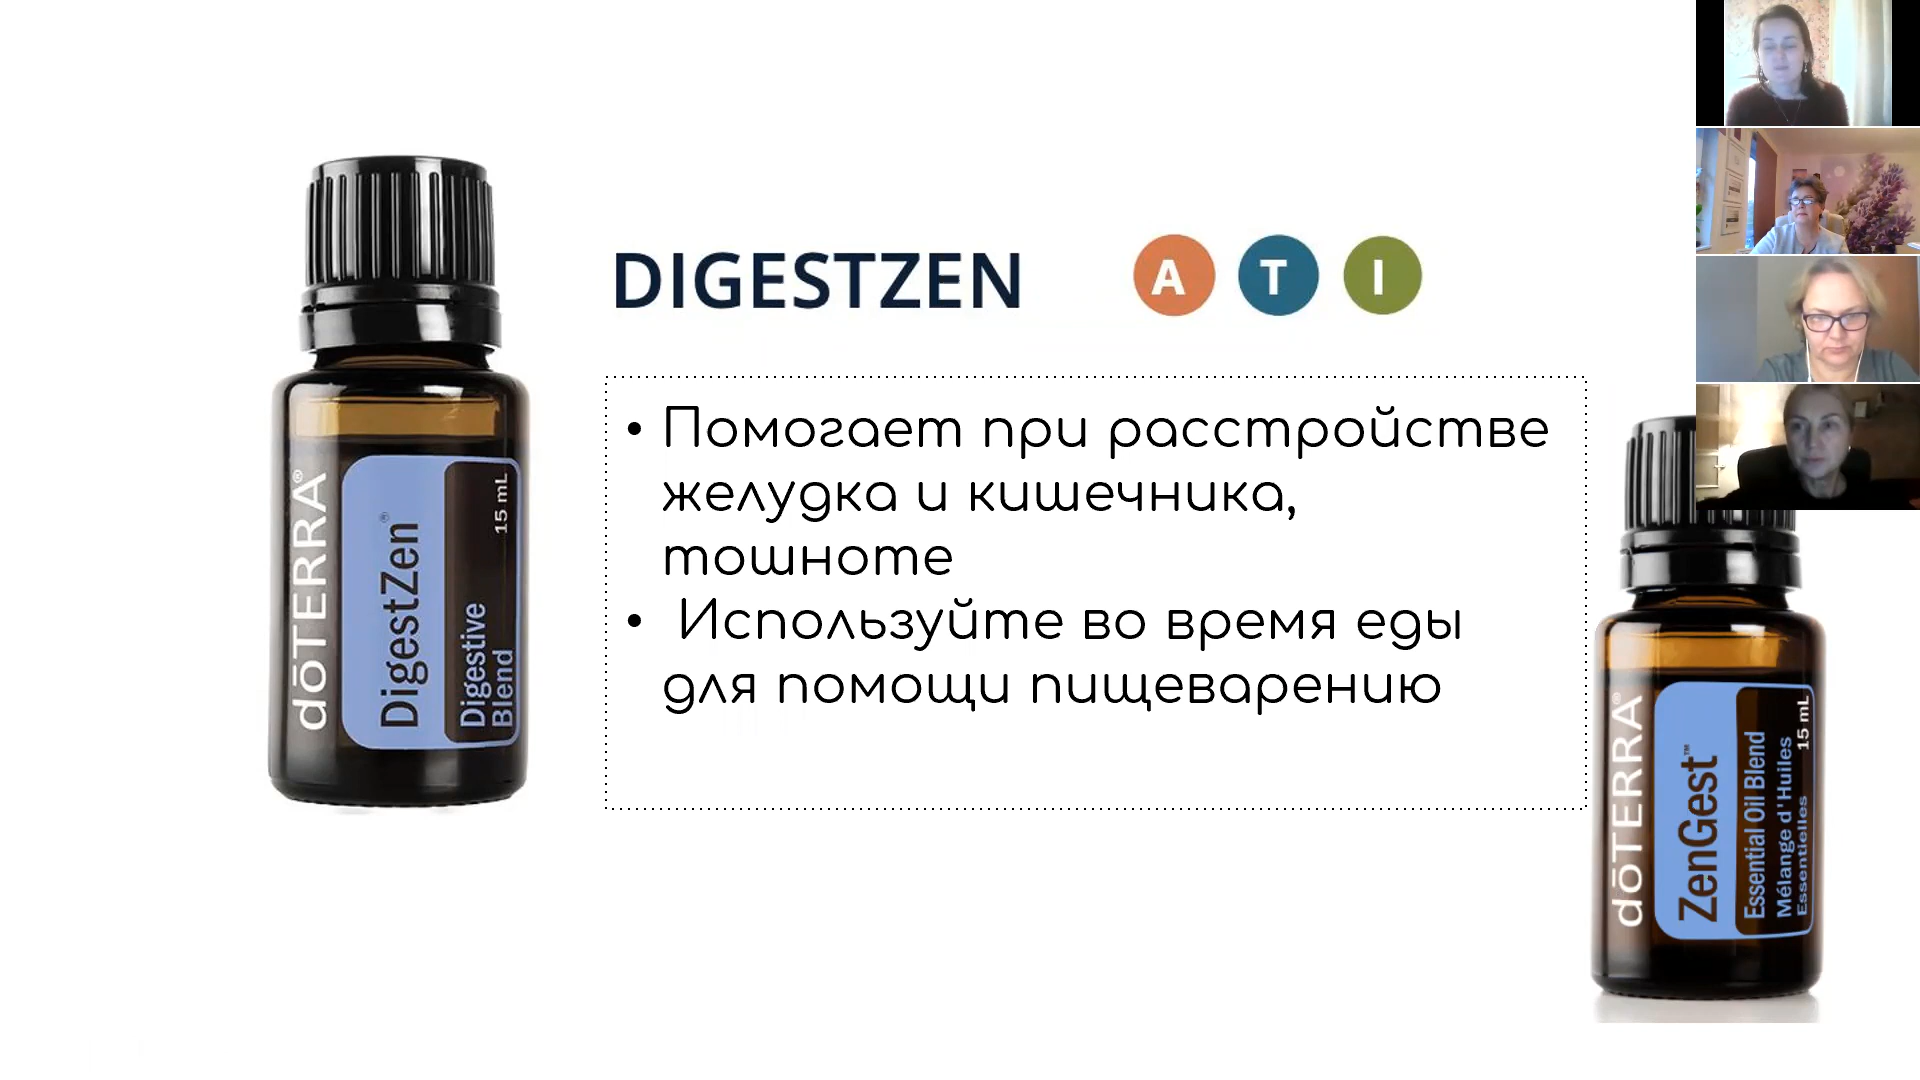 DIGESTZEN
A T I
• Помогает при расстройстве
желудка и кишечника,
тошноте
• Используйте во время еды
для помощи пищеварению
dōTERRA®
DigestZen®
Digestive
Blend
15 mL
dōTERRA®
ZenGest™
Essential Oil Blend
Mélange d'Huiles
Essentielles
15 mL